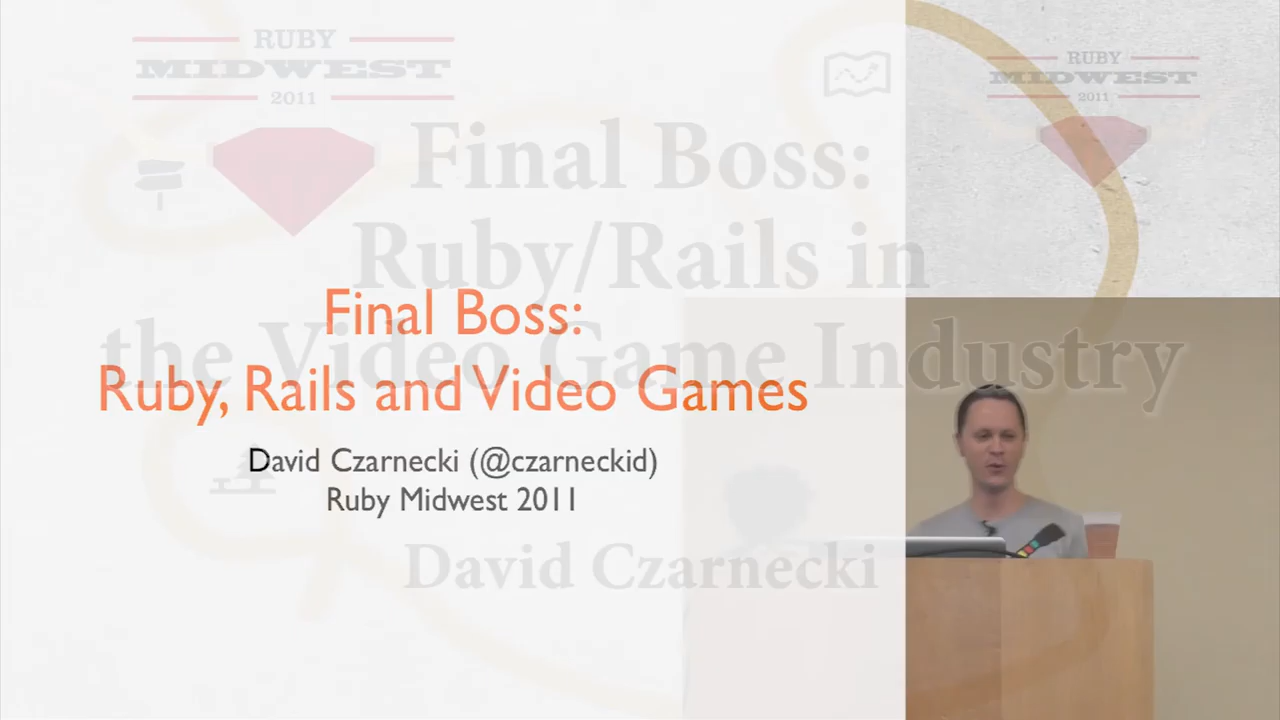 RUBY
MIDWEST
2011
RUBY
MIDWEST
2011
Final Boss:
Ruby/Rails in
the Video Game Industry
David Czarnecki
Final Boss:
Ruby, Rails and Video Games
David Czarnecki (@czarneckid)
Ruby Midwest 2011